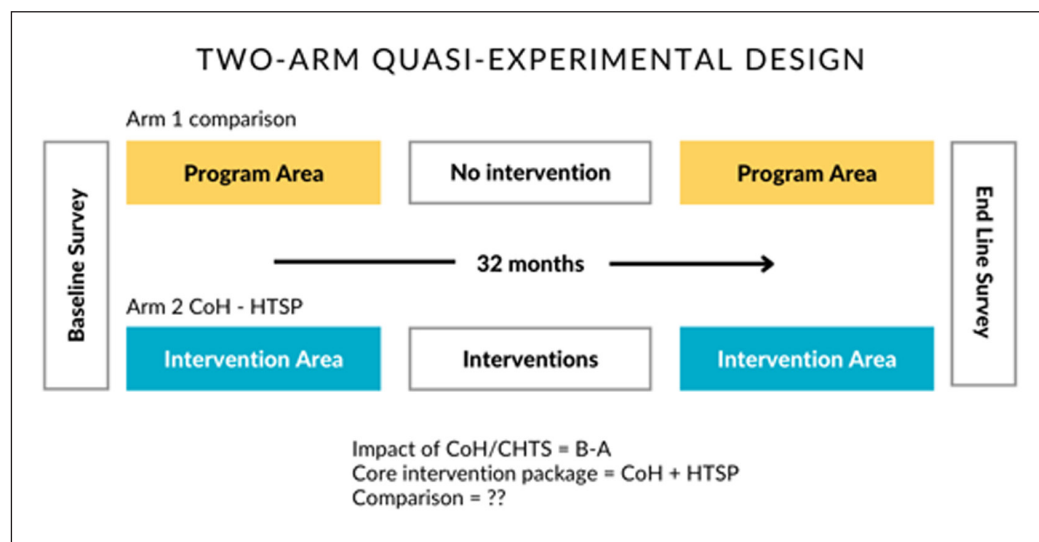 TWO-ARM QUASI-EXPERIMENTAL DESIGN
Arm 1 comparison
Baseline Survey
Program Area
No intervention
Program Area
End Line Survey
32 months
Arm 2 CoH - HTSP
Intervention Area
Interventions
Intervention Area
Impact of CoH/CHTS = B-A
Core intervention package = CoH + HTSP
Comparison = ??